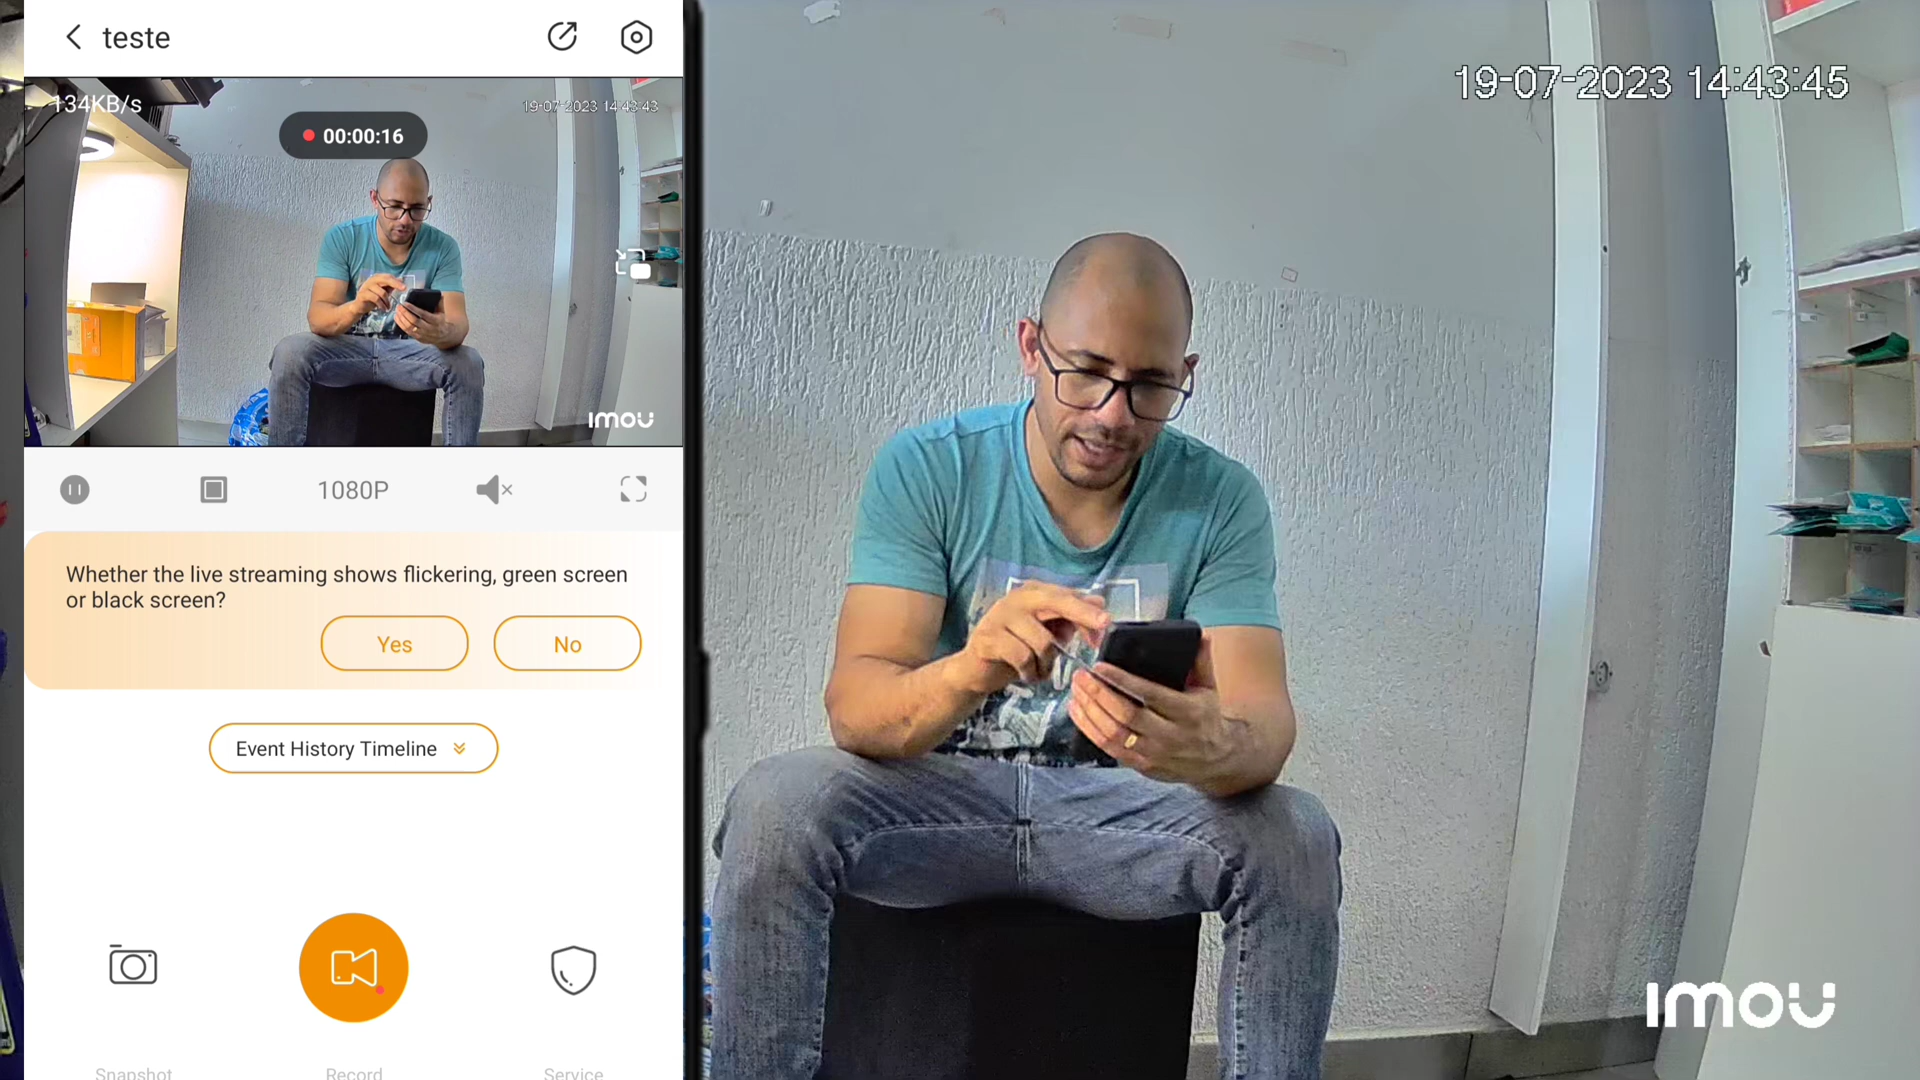 teste
134KB/s
19-07-2023 14:43:43
00:00:16
imou
1080P
Whether the live streaming shows flickering, green screen
or black screen?
Yes
No
Event History Timeline
Snapshot
Record
Service
19-07-2023 14:43:45
imou